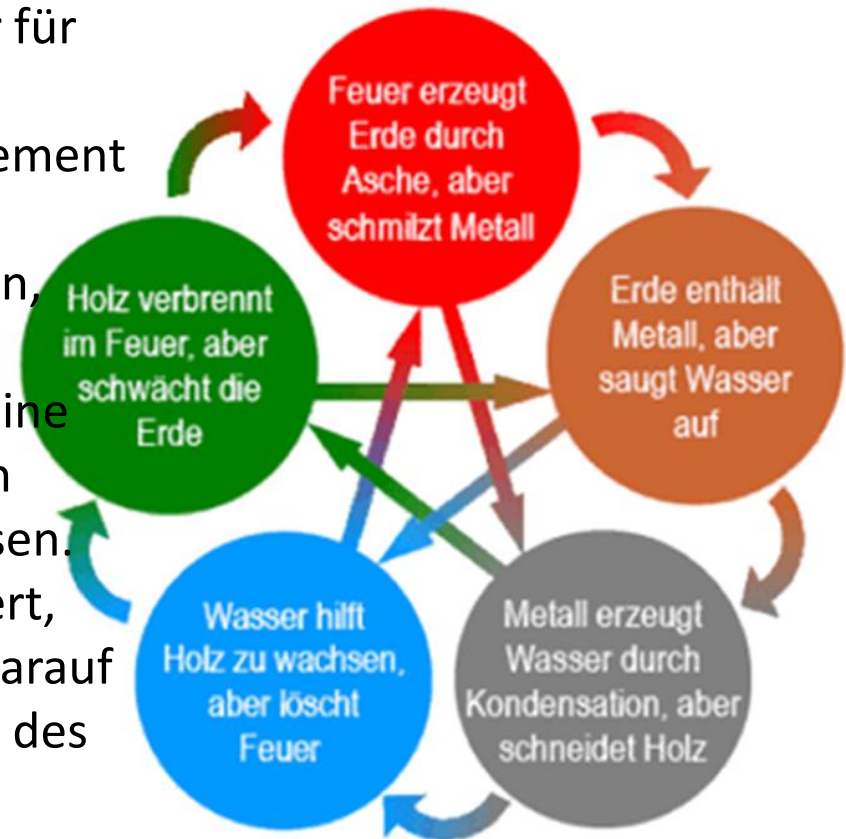 für
ement
n,
ine
n
sen.
ert,
arauf
des
Feuer erzeugt
Erde durch
Asche, aber
schmilzt Metall
Erde enthält
Metall, aber
saugt Wasser
auf
Metall erzeugt
Wasser durch
Kondensation, aber
schneidet Holz
Wasser hilft
Holz zu wachsen,
aber löscht
Feuer
Holz verbrennt
im Feuer, aber
schwächt die
Erde